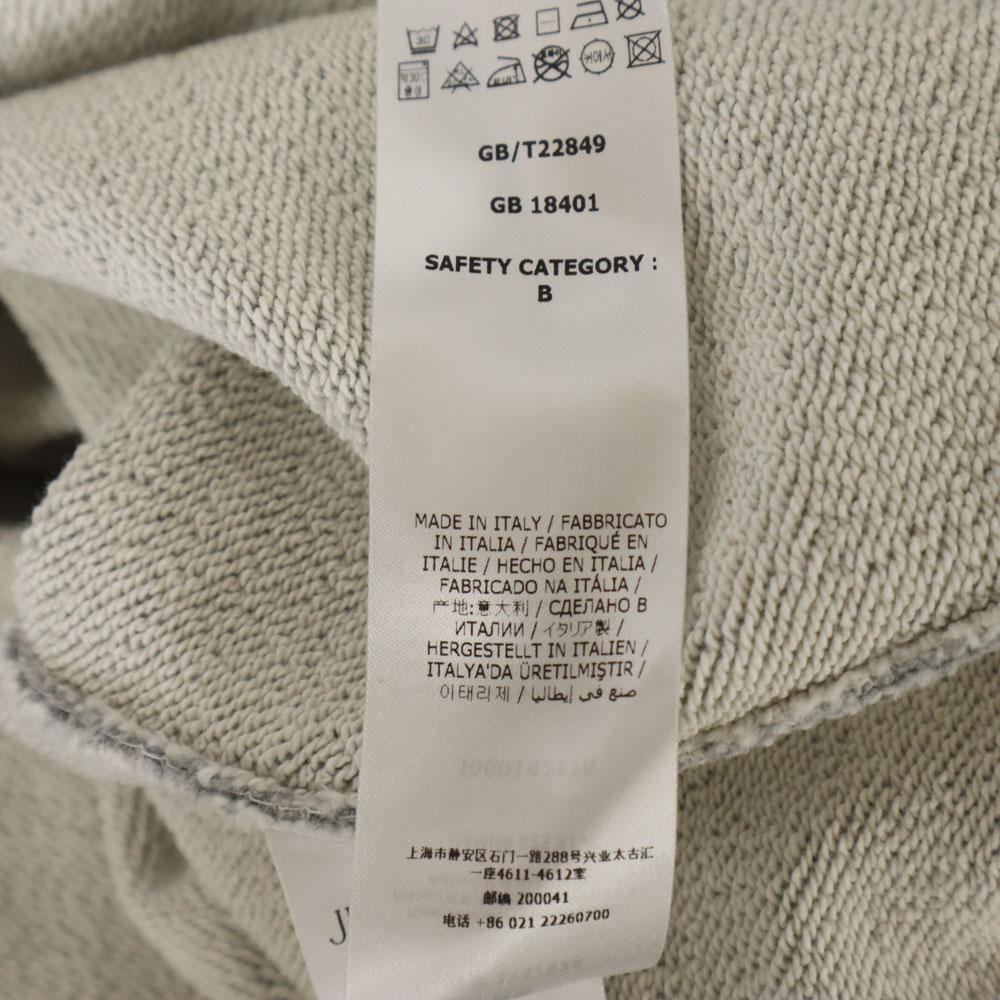 30
GB/T22849
GB 18401
SAFETY CATEGORY :
B
MADE IN ITALY / FABBRICATO
IN ITALIA / FABRIQUÉ EN
ITALIE / HECHO EN ITALIA /
FABRICADO NA ITÁLIA /
产地:意大利 / СДЕЛАНО В
ИТАЛИИ / イタリア製 /
HERGESTELLT IN ITALIEN /
ITALYA'DA ÜRETILMIŞTIR /
이태리제 / صنع في إيطاليا
上海市静安区石门一路288号兴业太古汇
一座4611-4612室
邮编 200041
电话 +86 021 22260700